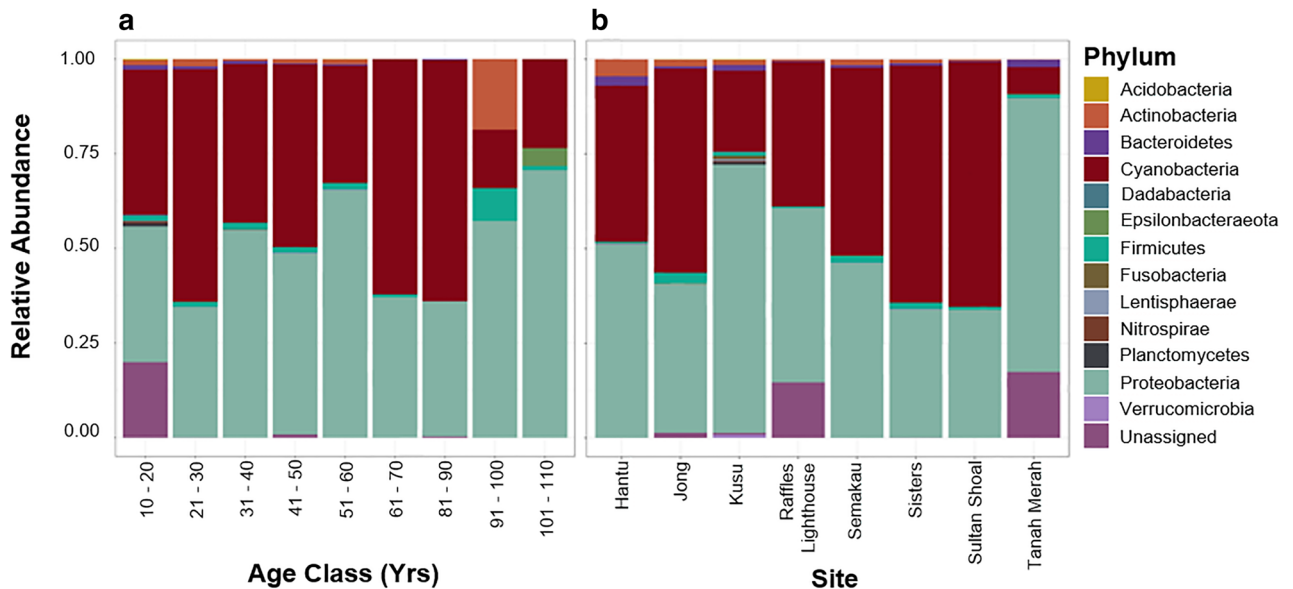 a
b
Relative Abundance
1.00
0.75
0.50
0.25
0.00
10 - 20
21 - 30
31 - 40
41 - 50
51 - 60
61 - 70
81 - 90
91 - 100
101 - 110
Age Class (Yrs)
Hantu
Jong
Kusu
Raffles
Lighthouse
Semakau
Sisters
Sultan Shoal
Tanah Merah
Site
Phylum
Acidobacteria
Actinobacteria
Bacteroidetes
Cyanobacteria
Dadabacteria
Epsilonbacteraeota
Firmicutes
Fusobacteria
Lentisphaerae
Nitrospirae
Planctomycetes
Proteobacteria
Verrucomicrobia
Unassigned